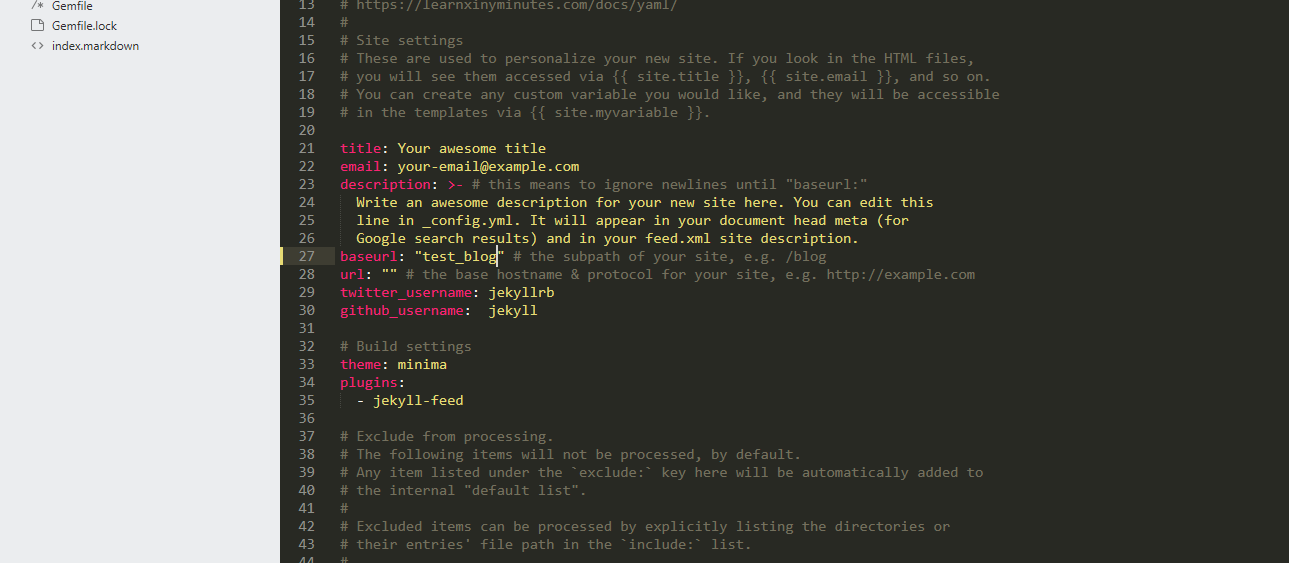 Gemfile
Gemfile.lock
index.markdown
13 # https://learnxinyminutes.com/docs/yaml/
14 #
15 # Site settings
16 # These are used to personalize your new site. If you look in the HTML files,
17 # you will see them accessed via {{ site.title }}, {{ site.email }}, and so on.
18 # You can create any custom variable you would like, and they will be accessible
19 # in the templates via {{ site.myvariable }}.
20
21 title: Your awesome title
22 email: your-email@example.com
23 description: >- # this means to ignore newlines until "baseurl:"
24   Write an awesome description for your new site here. You can edit this
25   line in _config.yml. It will appear in your document head meta (for
26   Google search results) and in your feed.xml site description.
27 baseurl: "test_blog" # the subpath of your site, e.g. /blog
28 url: "" # the base hostname & protocol for your site, e.g. http://example.com
29 twitter_username: jekyllrb
30 github_username:  jekyll
31
32 # Build settings
33 theme: minima
34 plugins:
35   - jekyll-feed
36
37 # Exclude from processing.
38 # The following items will not be processed, by default.
39 # Any item listed under the `exclude:` key here will be automatically added to
40 # the internal "default list".
41 #
42 # Excluded items can be processed by explicitly listing the directories or
43 # their entries' file path in the `include:` list.
44 #